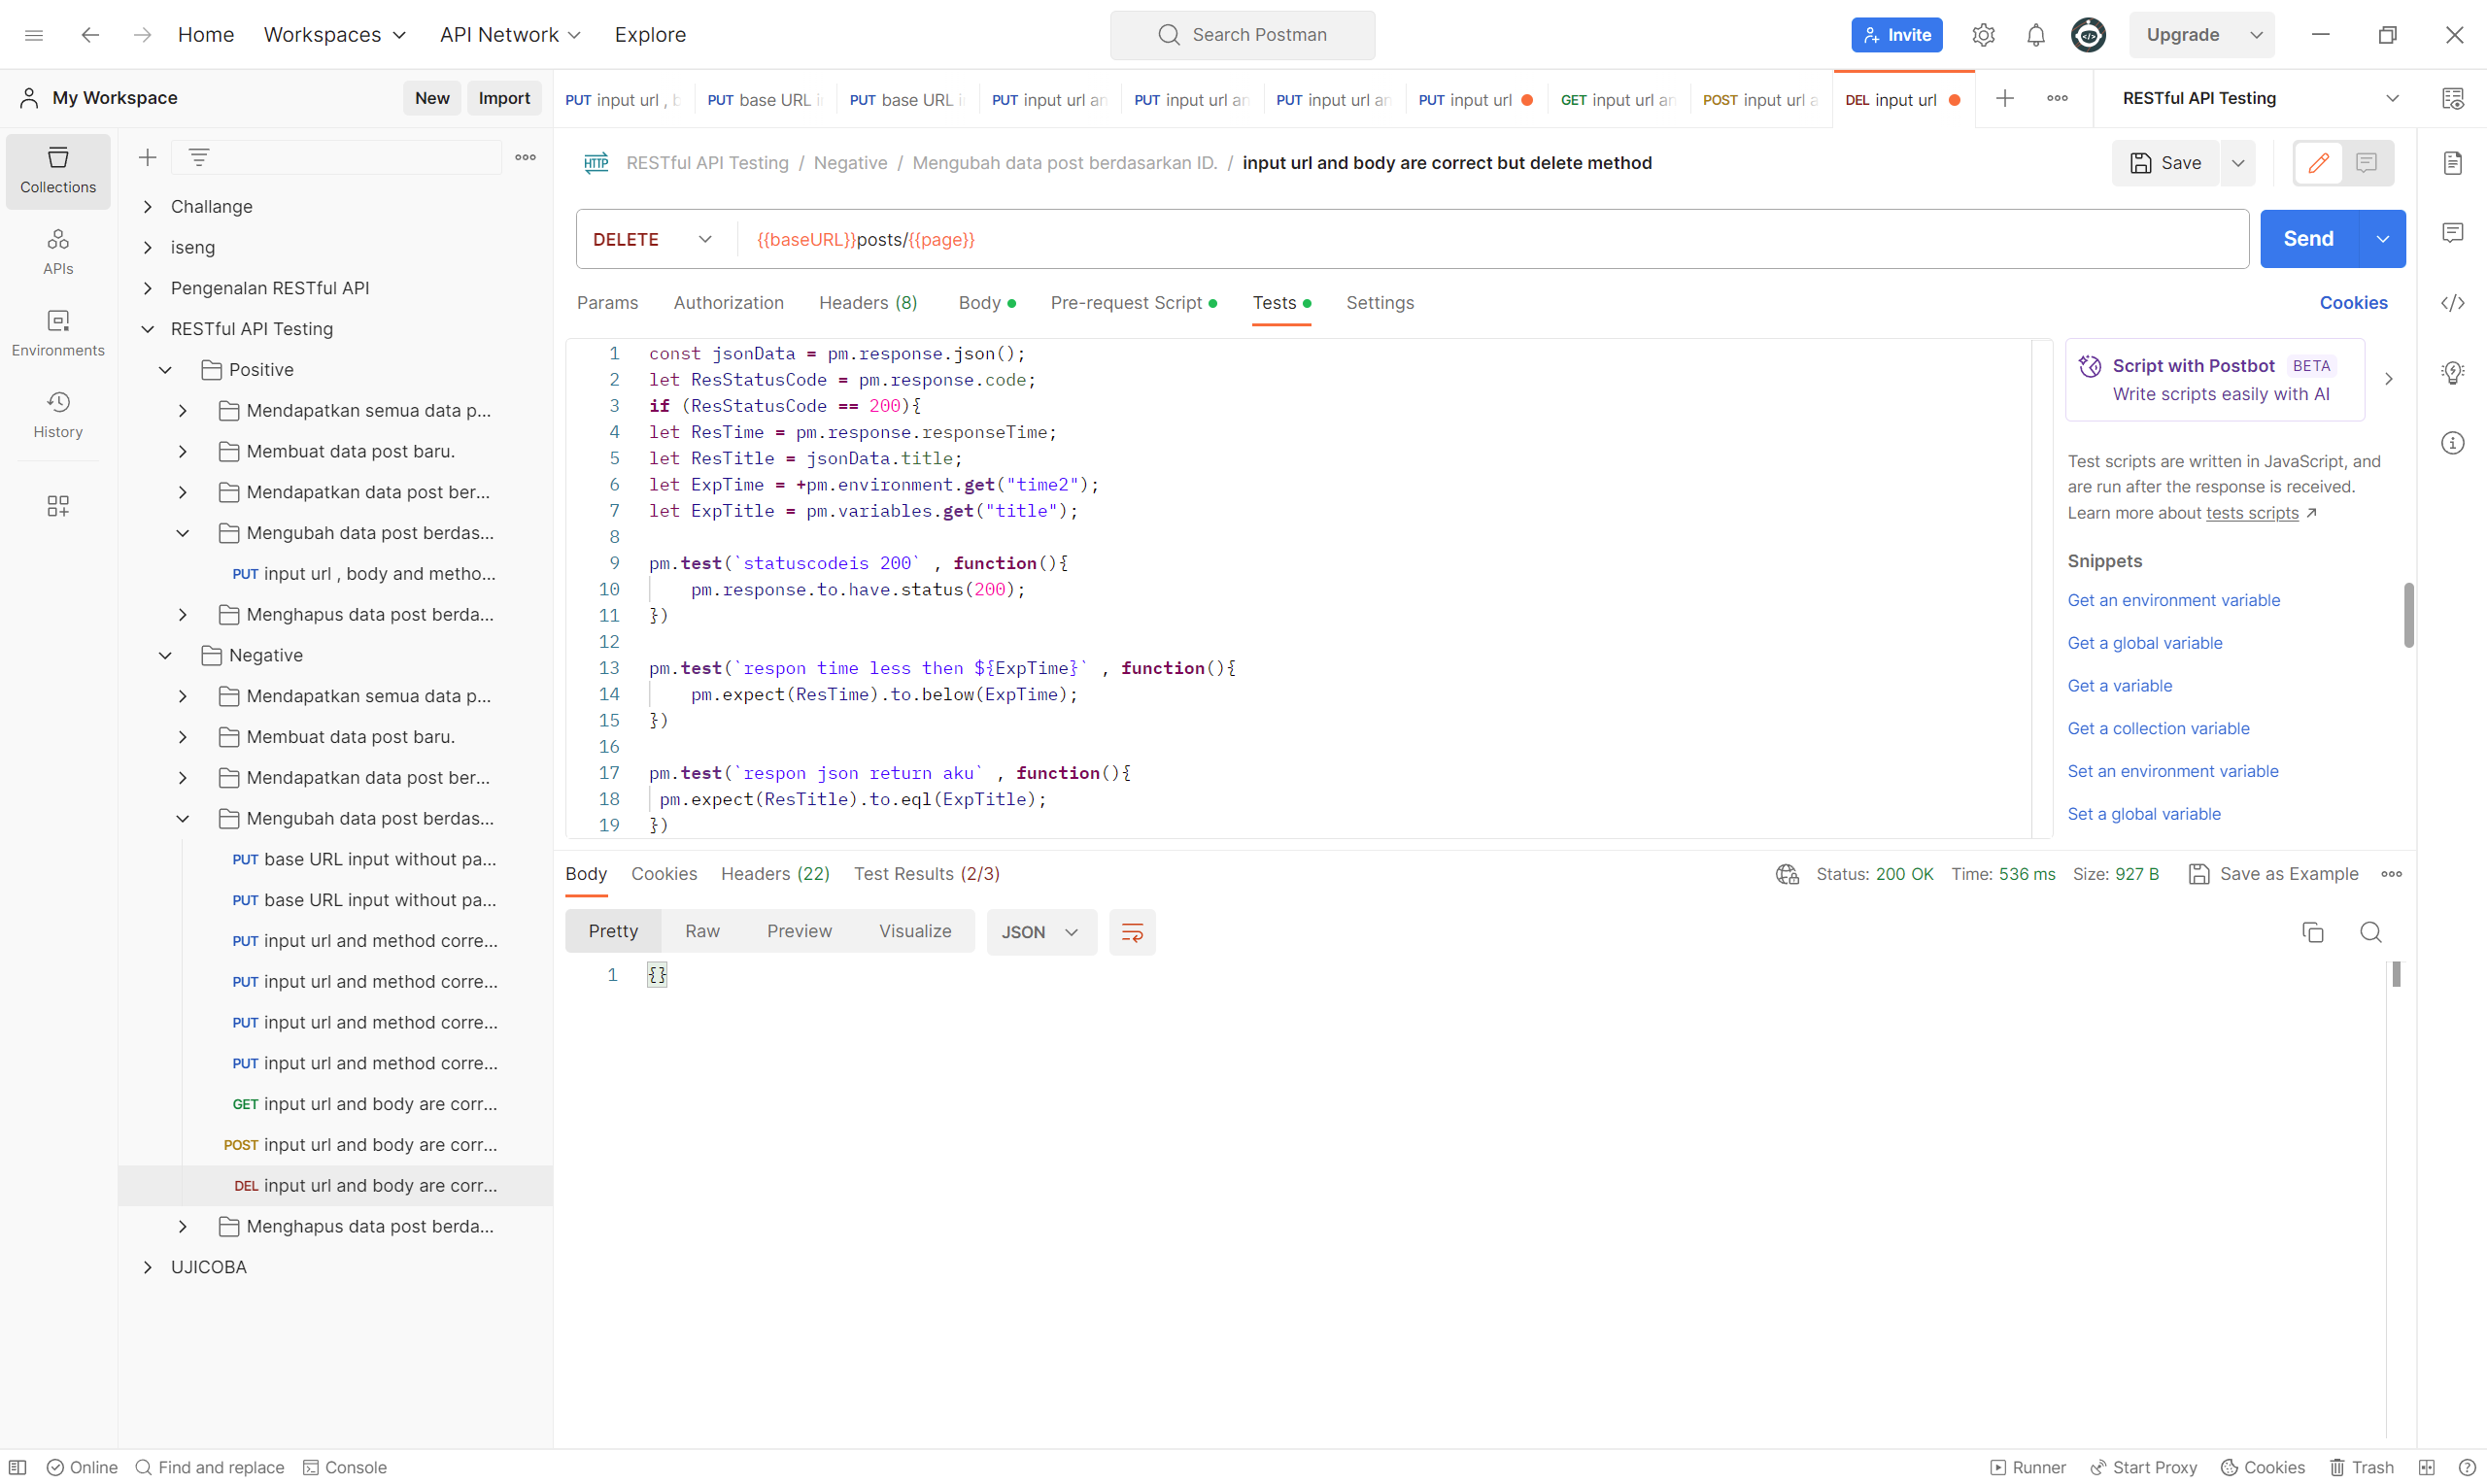 Home
Workspaces
API Network
Explore
Search Postman
Invite
Upgrade
My Workspace
New
Import
PUT input url , b
PUT base URL i
PUT base URL i
PUT input url an
PUT input url an
PUT input url an
PUT input url
GET input url an
POST input url a
DEL input url
RESTful API Testing
Collections
APIs
Environments
History
Challange
iseng
Pengenalan RESTful API
RESTful API Testing
Positive
Mendapatkan semua data p...
Membuat data post baru.
Mendapatkan data post ber...
Mengubah data post berdas...
PUT input url , body and metho...
Menghapus data post berda...
Negative
Mendapatkan semua data p...
Membuat data post baru.
Mendapatkan data post ber...
Mengubah data post berdas...
PUT base URL input without pa...
PUT base URL input without pa...
PUT input url and method corre...
PUT input url and method corre...
PUT input url and method corre...
PUT input url and method corre...
GET input url and body are corr...
POST input url and body are corr...
DEL input url and body are corr...
Menghapus data post berda...
UJICOBA
HTTP RESTful API Testing / Negative / Mengubah data post berdasarkan ID. / input url and body are correct but delete method
Save
DELETE
{{baseURL}}posts/{{page}}
Send
Params
Authorization
Headers (8)
Body
Pre-request Script
Tests
Settings
Cookies
1 const jsonData = pm.response.json();
2 let ResStatusCode = pm.response.code;
3 if (ResStatusCode == 200){
4 let ResTime = pm.response.responseTime;
5 let ResTitle = jsonData.title;
6 let ExpTime = +pm.environment.get("time2");
7 let ExpTitle = pm.variables.get("title");
8
9 pm.test(`statuscodeis 200` , function(){
10 pm.response.to.have.status(200);
11 })
12
13 pm.test(`respon time less then ${ExpTime}` , function(){
14 pm.expect(ResTime).to.below(ExpTime);
15 })
16
17 pm.test(`respon json return aku` , function(){
18 pm.expect(ResTitle).to.eql(ExpTitle);
19 })
Script with Postbot BETA
Write scripts easily with AI
Test scripts are written in JavaScript, and
are run after the response is received.
Learn more about tests scripts
Snippets
Get an environment variable
Get a global variable
Get a variable
Get a collection variable
Set an environment variable
Set a global variable
Body
Cookies
Headers (22)
Test Results (2/3)
Status: 200 OK
Time: 536 ms
Size: 927 B
Save as Example
Pretty
Raw
Preview
Visualize
JSON
1 {}
Online
Find and replace
Console
Runner
Start Proxy
Cookies
Trash